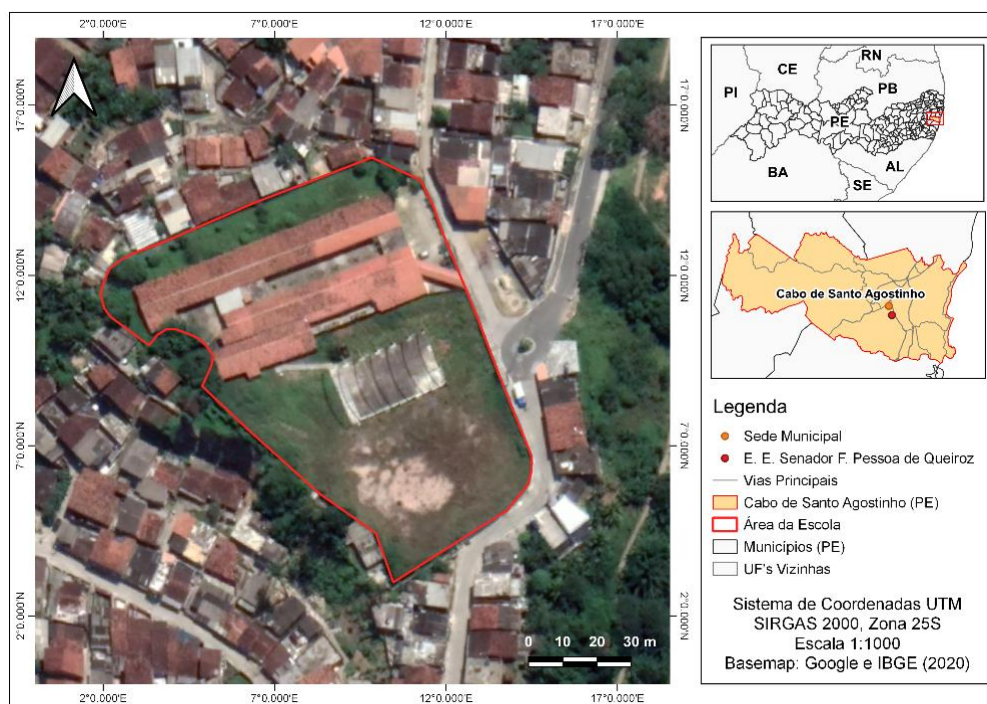 2°0.000'E 7°0.000'E 12°0.000'E 17°0.000'E
17°0.000'N 12°0.000'N 7°0.000'N 2°0.000'N
17°0.000'N 12°0.000'N 7°0.000'N 2°0.000'N
0 10 20 30 m
2°0.000'E 7°0.000'E 12°0.000'E 17°0.000'E
RN
CE
PI
PB
PE
AL
BA
SE
Cabo de Santo Agostinho
Legenda
Sede Municipal
E. E. Senador F. Pessoa de Queiroz
Vias Principais
Cabo de Santo Agostinho (PE)
Área da Escola
Municípios (PE)
UF's Vizinhas
Sistema de Coordenadas UTM
SIRGAS 2000, Zona 25S
Escala 1:1000
Basemap: Google e IBGE (2020)